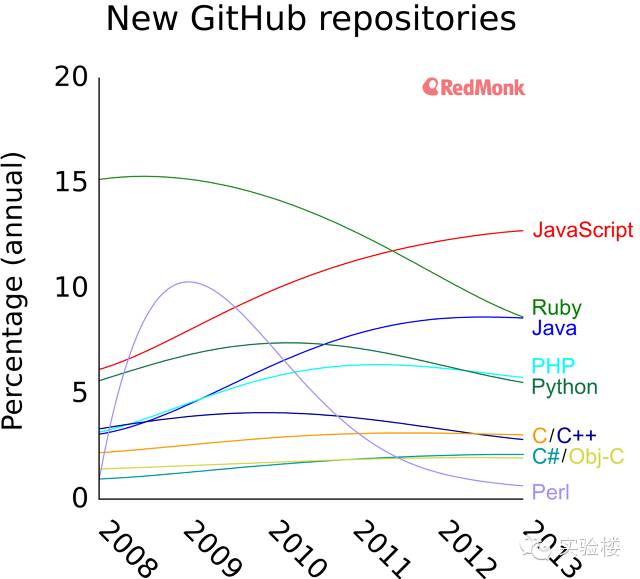 New GitHub repositories
20
RedMonk
15
JavaScript
10
Ruby
Java
PHP
Python
5
C/C++
C#/Obj-C
Perl
0
Percentage (annual)
2008
2009
2010
2011
2012
2013
实验楼